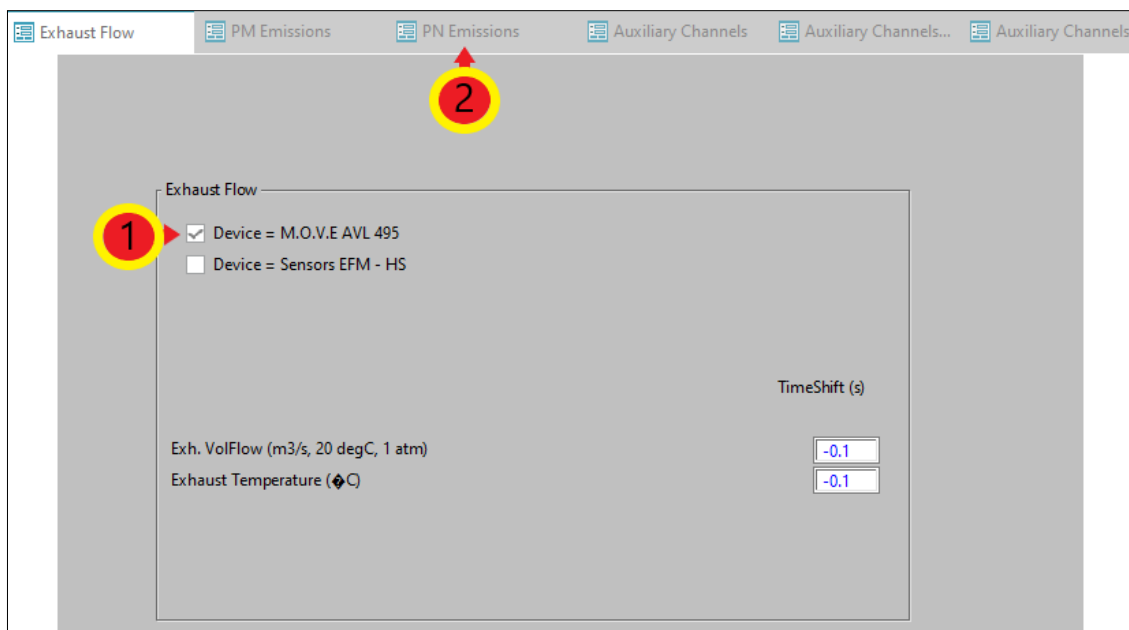 Exhaust Flow PM Emissions PN Emissions Auxiliary Channels Auxiliary Channels... Auxiliary Channels
2
Exhaust Flow
1 Device = M.O.V.E AVL 495
Device = Sensors EFM - HS
TimeShift (s)
Exh. VolFlow (m3/s, 20 degC, 1 atm) -0.1
Exhaust Temperature (�C) -0.1